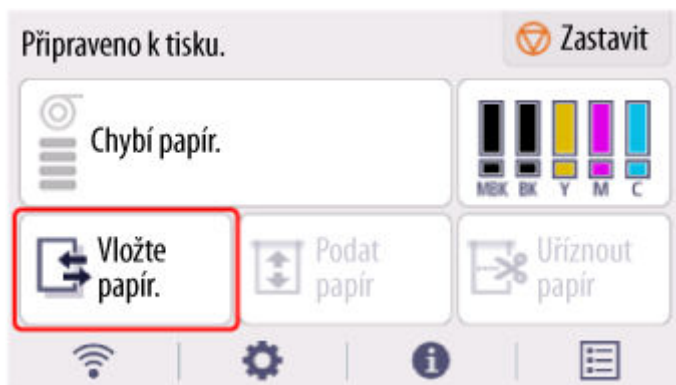 Připraveno k tisku.
Zastavit
Chybí papír.
MBK BK Y M C
Vložte
papír.
Podat
papír
Uříznout
papír